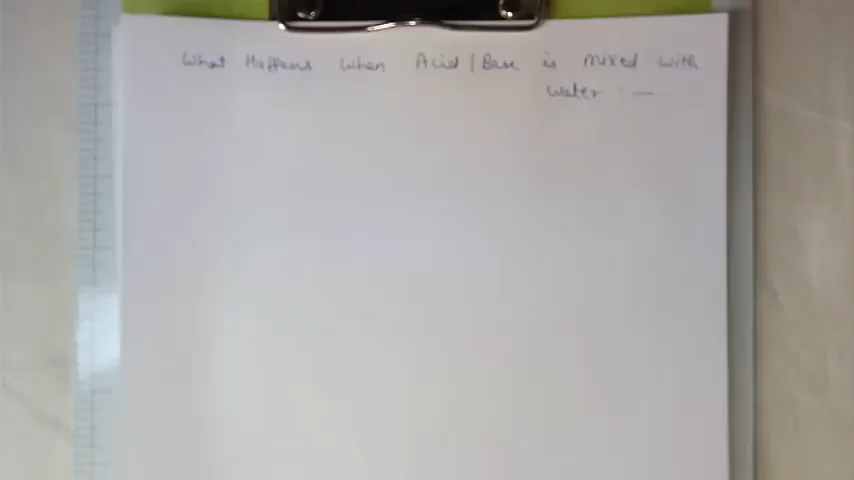 What Happens when Acid / Base is mixed with
water :—